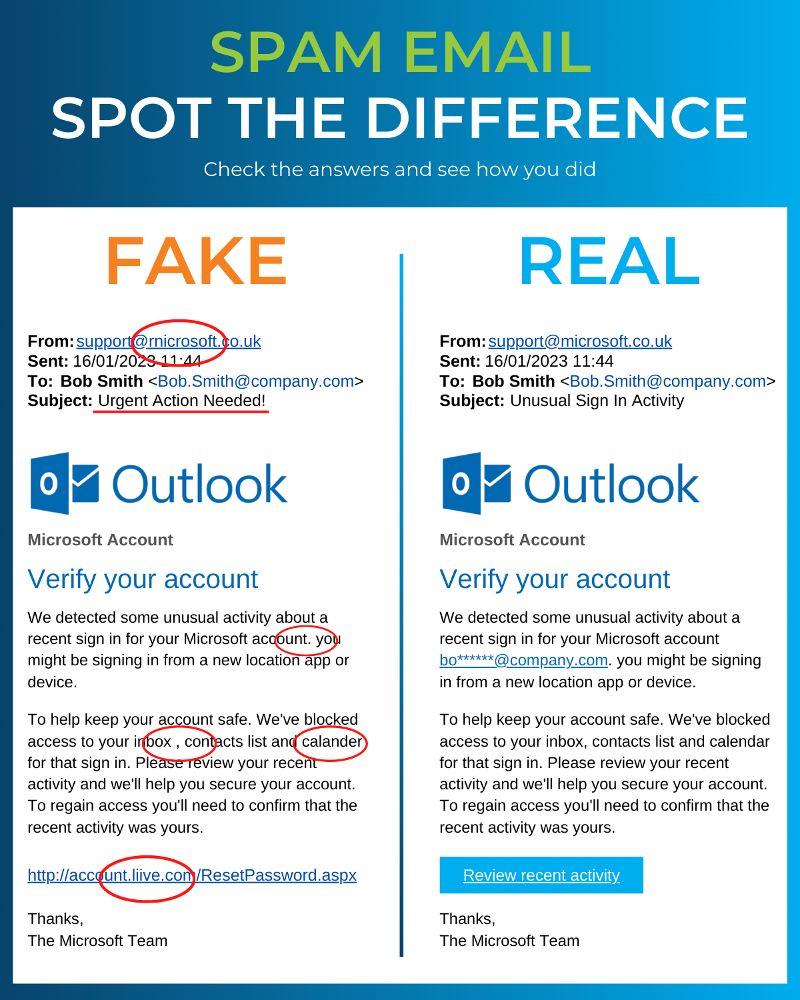 SPAM EMAIL
SPOT THE DIFFERENCE
Check the answers and see how you did
FAKE
From: support@rnicrosoft.co.uk
Sent: 16/01/2023 11:44
To: Bob Smith <Bob.Smith@company.com>
Subject: Urgent Action Needed!
Outlook
Microsoft Account
Verify your account
We detected some unusual activity about a
recent sign in for your Microsoft account. you
might be signing in from a new location app or
device.
To help keep your account safe. We've blocked
access to your inbox , contacts list and calander
for that sign in. Please review your recent
activity and we'll help you secure your account.
To regain access you'll need to confirm that the
recent activity was yours.
http://account.liive.com/ResetPassword.aspx
Thanks,
The Microsoft Team
REAL
From: support@microsoft.co.uk
Sent: 16/01/2023 11:44
To: Bob Smith <Bob.Smith@company.com>
Subject: Unusual Sign In Activity
Outlook
Microsoft Account
Verify your account
We detected some unusual activity about a
recent sign in for your Microsoft account
bo******@company.com. you might be signing
in from a new location app or device.
To help keep your account safe. We've blocked
access to your inbox, contacts list and calendar
for that sign in. Please review your recent
activity and we'll help you secure your account.
To regain access you'll need to confirm that the
recent activity was yours.
Review recent activity
Thanks,
The Microsoft Team